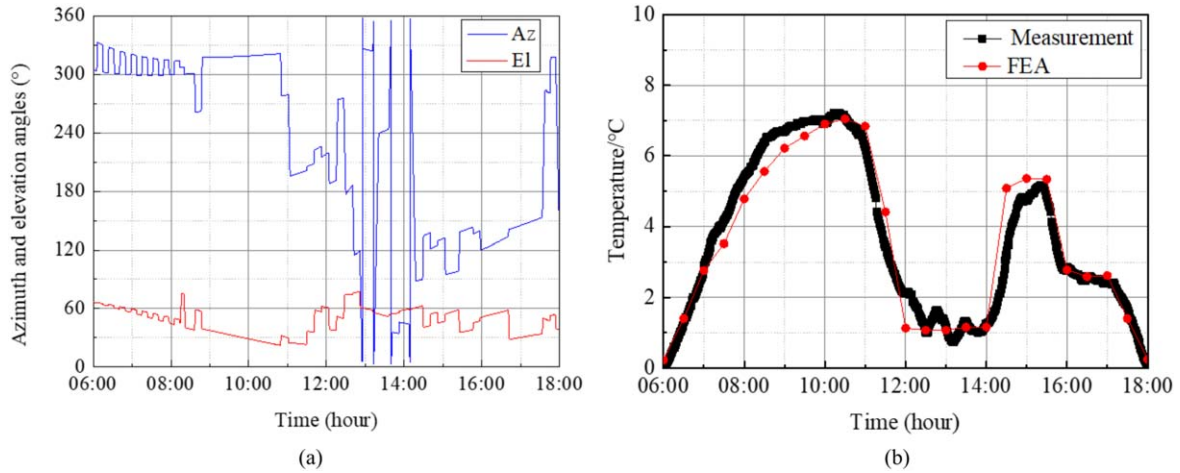 360
300
240
180
120
60
0
Azimuth and elevation angles (°)
Az
El
06:00 08:00 10:00 12:00 14:00 16:00 18:00
Time (hour)
(a)
10
8
6
4
2
0
Temperature/°C
Measurement
FEA
06:00 08:00 10:00 12:00 14:00 16:00 18:00
Time (hour)
(b)